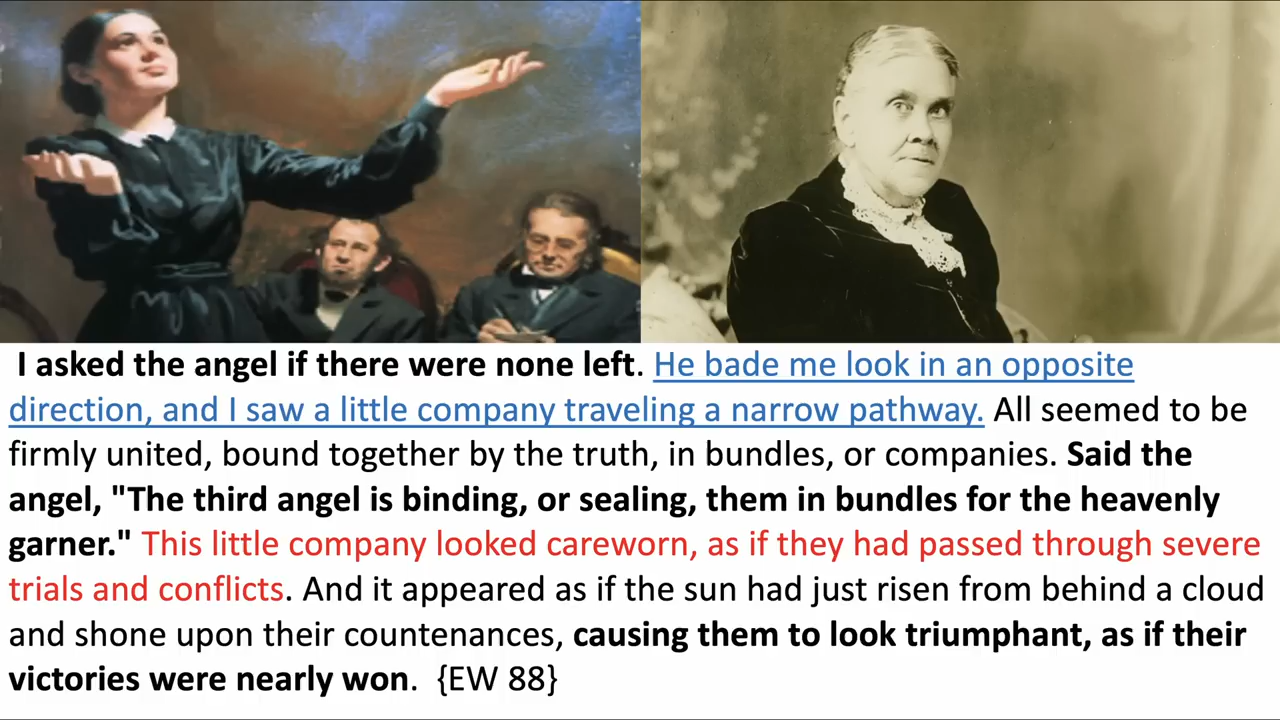 I asked the angel if there were none left. He bade me look in an opposite
direction, and I saw a little company traveling a narrow pathway. All seemed to be
firmly united, bound together by the truth, in bundles, or companies. Said the
angel, "The third angel is binding, or sealing, them in bundles for the heavenly
garner." This little company looked careworn, as if they had passed through severe
trials and conflicts. And it appeared as if the sun had just risen from behind a cloud
and shone upon their countenances, causing them to look triumphant, as if their
victories were nearly won. {EW 88}